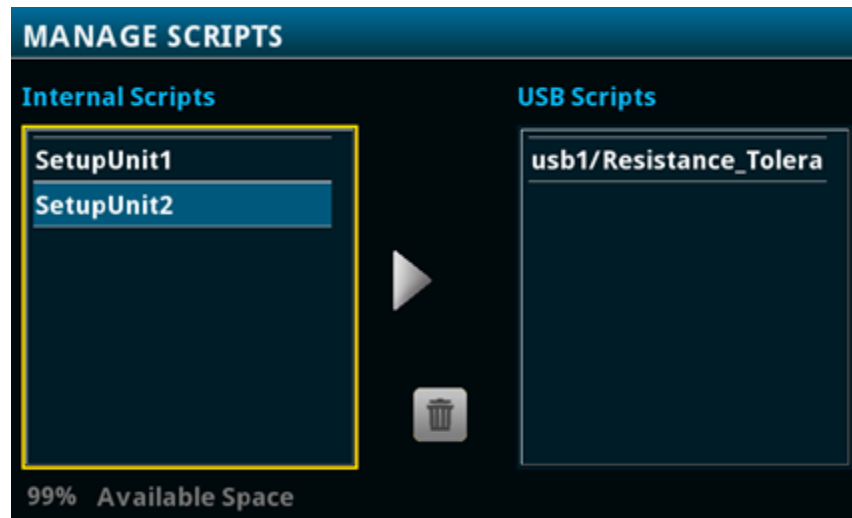 MANAGE SCRIPTS
Internal Scripts
USB Scripts
SetupUnit1
usb1/Resistance_Tolera
SetupUnit2
99% Available Space